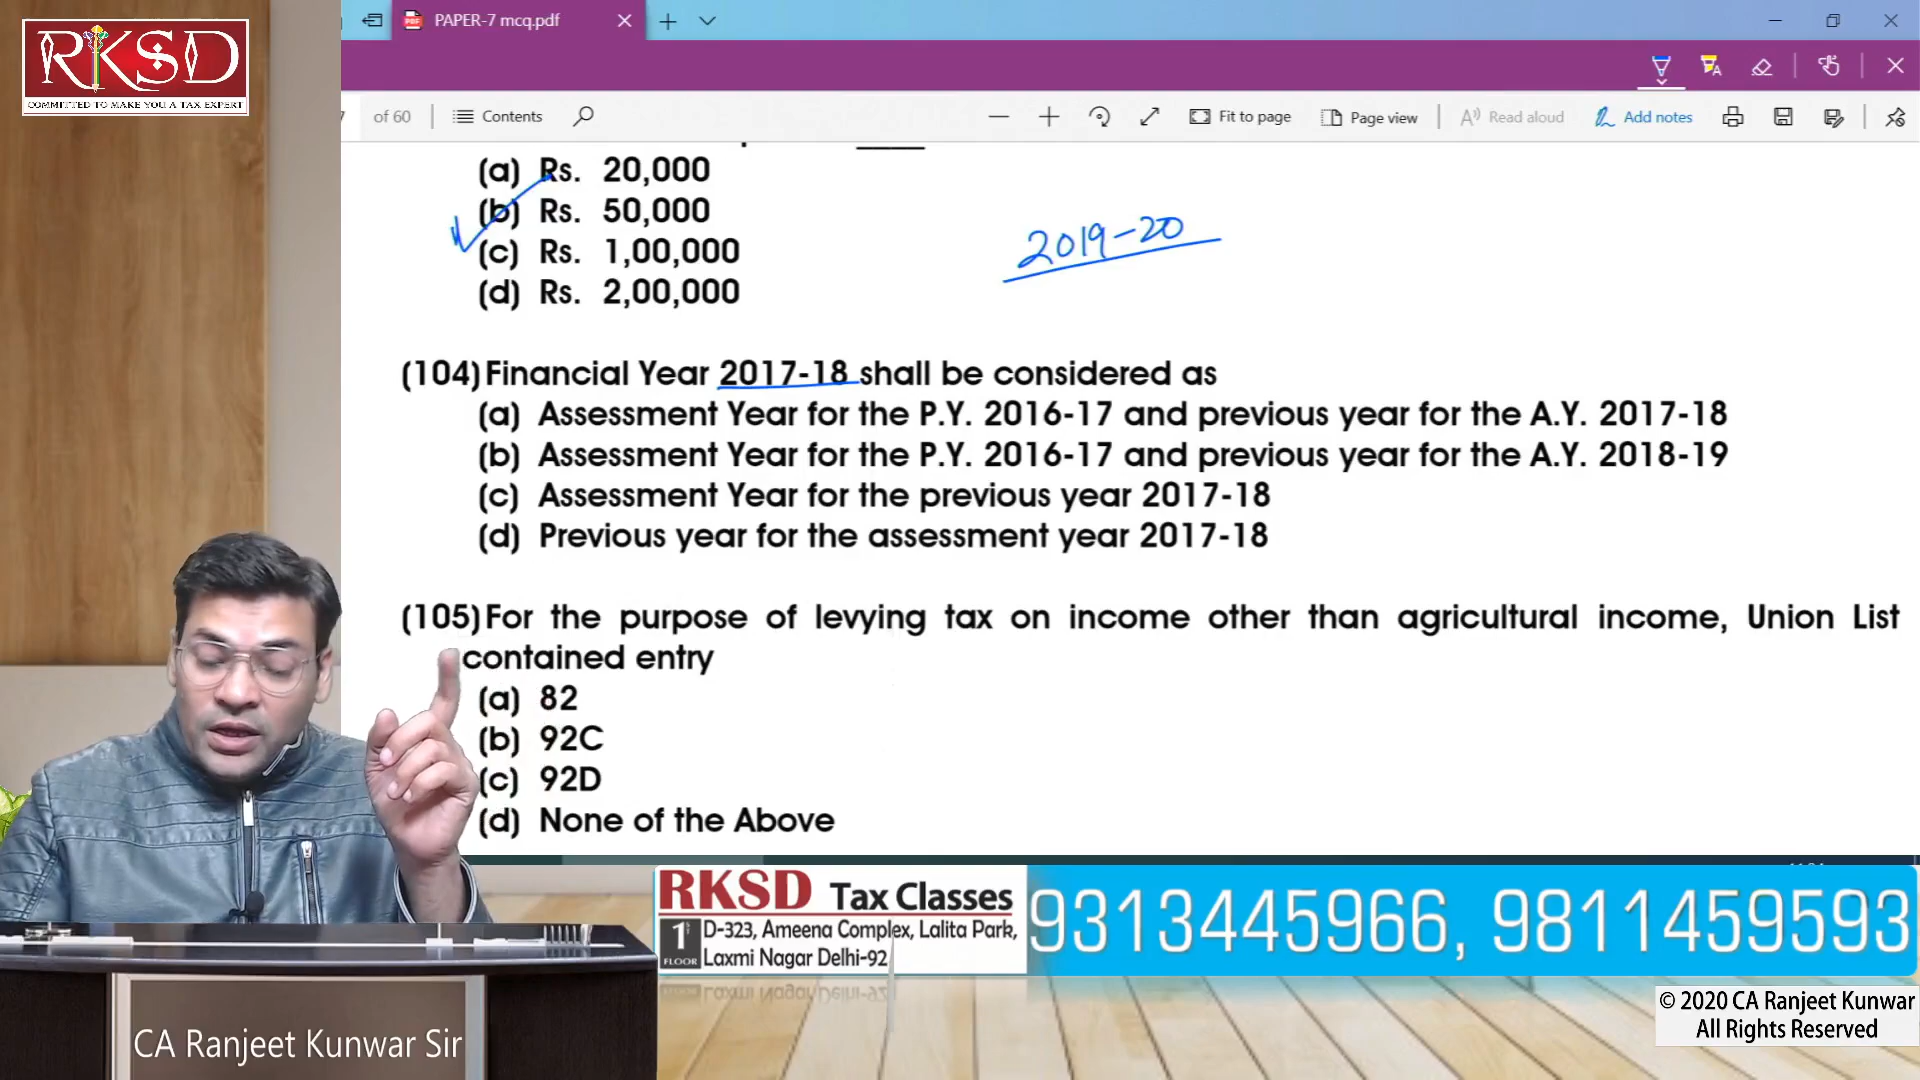 RKSD
COMMITTED TO MAKE YOU A TAX EXPERT
PAPER-7 mcq.pdf
of 60
Contents
Fit to page
Page view
Read aloud
Add notes
(a) Rs. 20,000
(b) Rs. 50,000
(c) Rs. 1,00,000
(d) Rs. 2,00,000
2019-20
(104) Financial Year 2017-18 shall be considered as
(a) Assessment Year for the P.Y. 2016-17 and previous year for the A.Y. 2017-18
(b) Assessment Year for the P.Y. 2016-17 and previous year for the A.Y. 2018-19
(c) Assessment Year for the previous year 2017-18
(d) Previous year for the assessment year 2017-18
(105) For the purpose of levying tax on income other than agricultural income, Union List
contained entry
(a) 82
(b) 92C
(c) 92D
(d) None of the Above
RKSD Tax Classes
1ST FLOOR
D-323, Ameena Complex, Lalita Park,
Laxmi Nagar Delhi-92
9313445966, 9811459593
CA Ranjeet Kunwar Sir
© 2020 CA Ranjeet Kunwar
All Rights Reserved